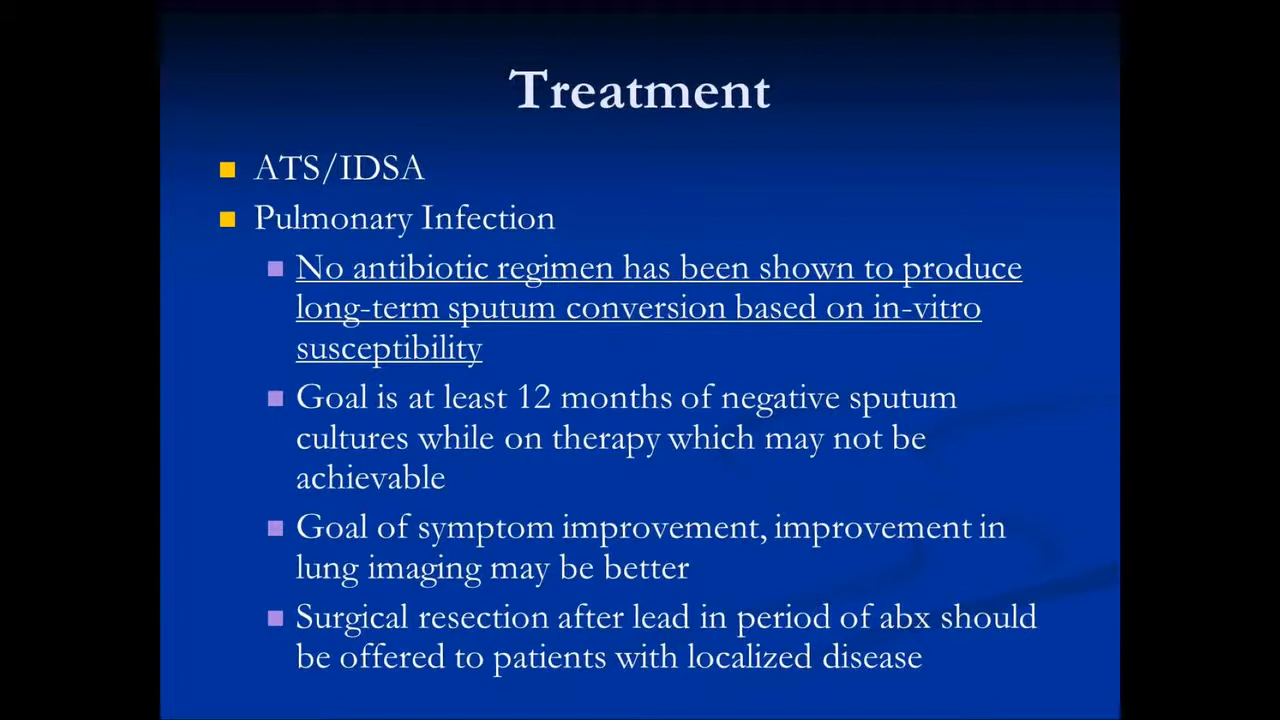 Treatment
ATS/IDSA
Pulmonary Infection
No antibiotic regimen has been shown to produce
long-term sputum conversion based on in-vitro
susceptibility
Goal is at least 12 months of negative sputum
cultures while on therapy which may not be
achievable
Goal of symptom improvement, improvement in
lung imaging may be better
Surgical resection after lead in period of abx should
be offered to patients with localized disease